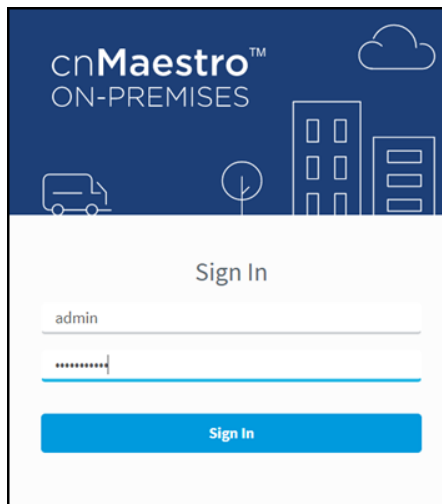 cnMaestro™
ON-PREMISES
Sign In
admin
•••••••••••
Sign In